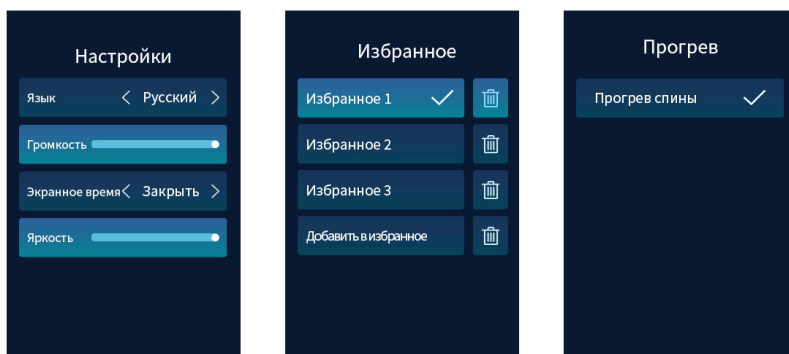 Настройки
Язык
Русский
Громкость
Экранное время
Закрыть
Яркость
Избранное
Избранное 1
Избранное 2
Избранное 3
Добавить в избранное
Прогрев
Прогрев спины